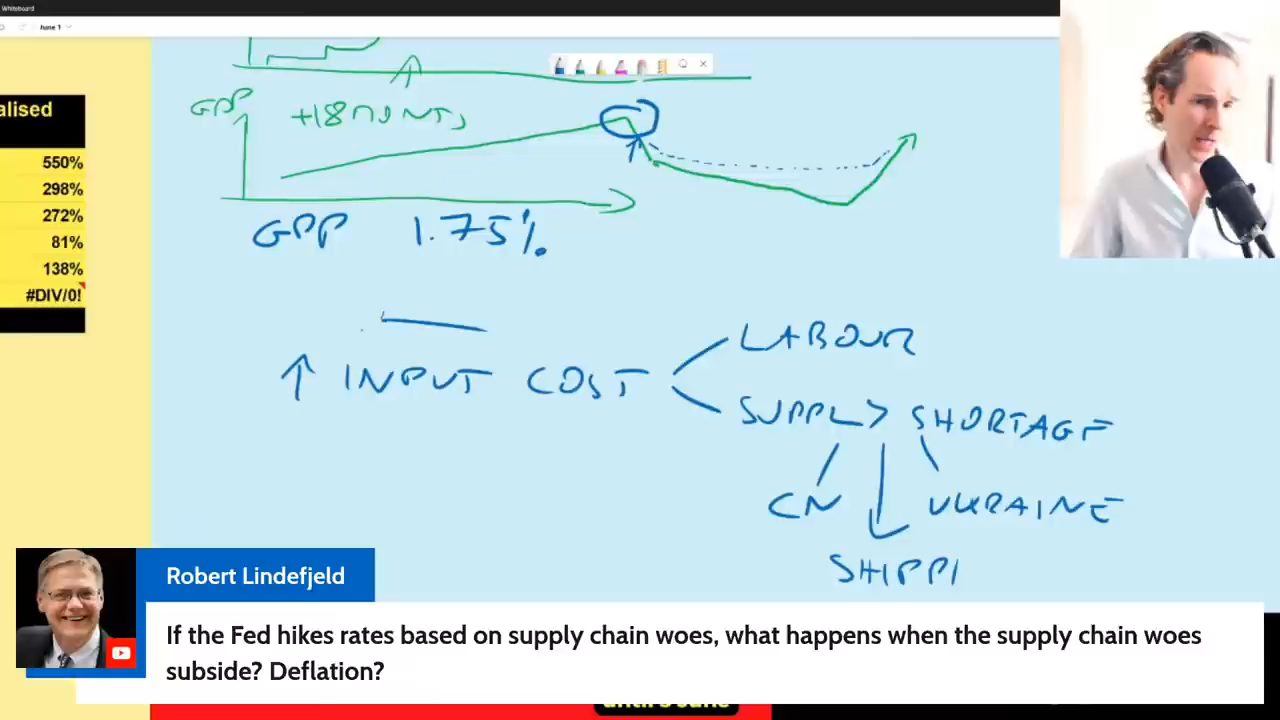 Whiteboard
June 1
alised
550%
298%
272%
81%
138%
#DIV/0!
GDP
+18 MONTHS
GDP 1.75%
↑ INPUT COST
LABOUR
SUPPLY SHORTAGE
CN
UKRAINE
SHIPPI
Robert Lindefjeld
If the Fed hikes rates based on supply chain woes, what happens when the supply chain woes
subside? Deflation?